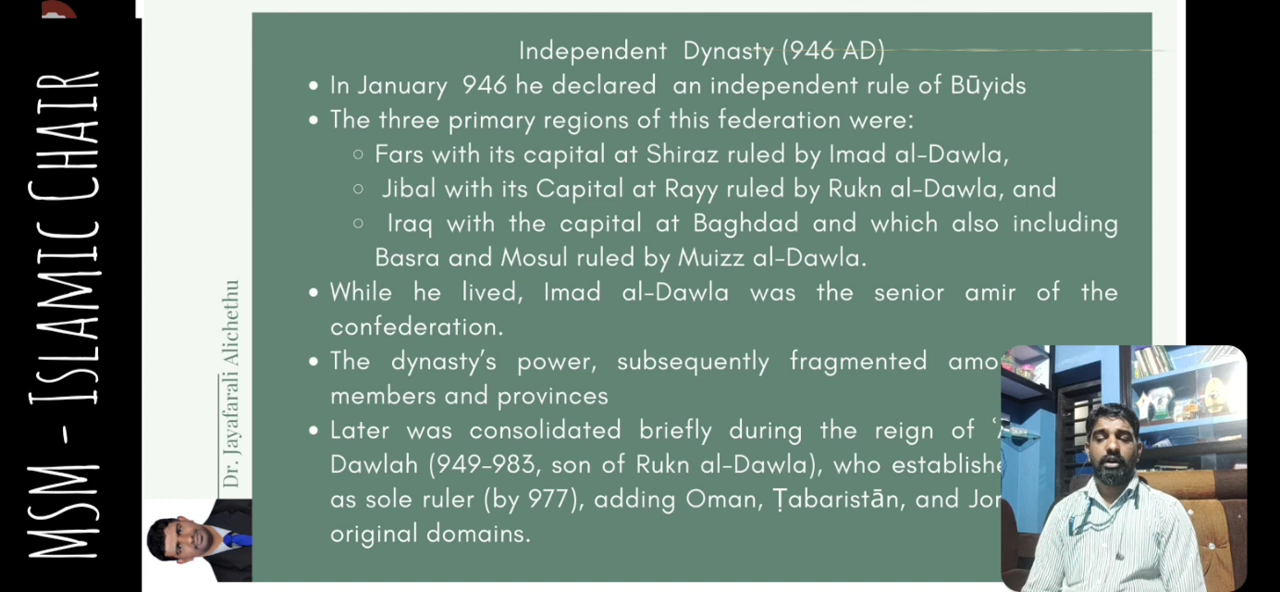 MSM - ISLAMIC CHAIR
Dr. Jayafarali Alichethu
Independent Dynasty (946 AD)
• In January 946 he declared an independent rule of Būyids
• The three primary regions of this federation were:
○ Fars with its capital at Shiraz ruled by Imad al-Dawla,
○ Jibal with its Capital at Rayy ruled by Rukn al-Dawla, and
○ Iraq with the capital at Baghdad and which also including
Basra and Mosul ruled by Muizz al-Dawla.
• While he lived, Imad al-Dawla was the senior amir of the
confederation.
• The dynasty's power, subsequently fragmented
members and provinces
• Later was consolidated briefly during the reign of
Dawlah (949-983, son of Rukn al-Dawla), who
as sole ruler (by 977), adding Oman, Ṭabaristān, and
original domains.